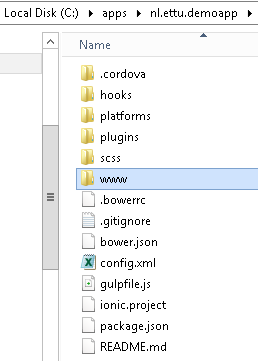 Local Disk (C:) ▸ apps ▸ nl.ettu.demoapp ▸
Name
.cordova
hooks
platforms
plugins
scss
www
.bowerrc
.gitignore
bower.json
config.xml
gulpfile.js
ionic.project
package.json
README.md